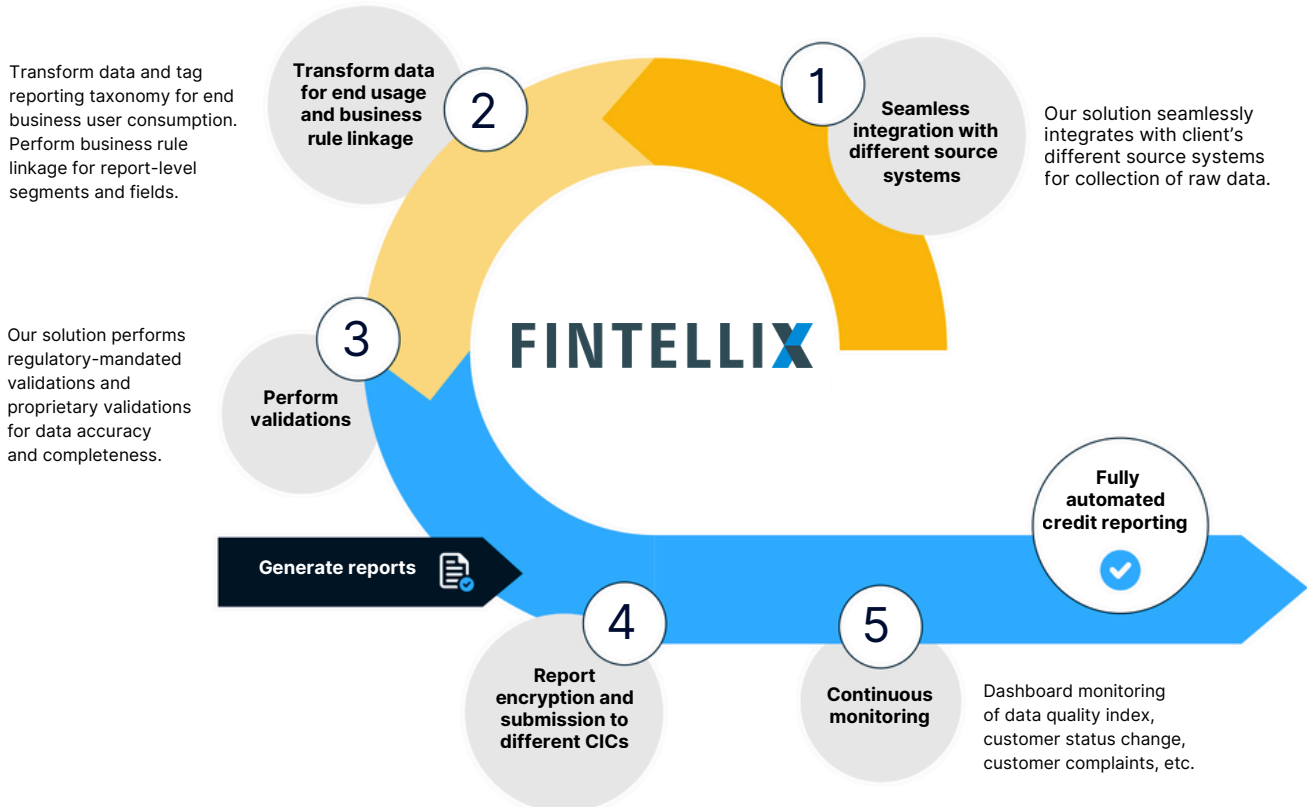 1
Seamless
integration with
different source
systems
Our solution seamlessly
integrates with client's
different source systems
for collection of raw data.
2
Transform data
for end usage
and business
rule linkage
Transform data and tag
reporting taxonomy for end
business user consumption.
Perform business rule
linkage for report-level
segments and fields.
FINTELLIX
3
Perform
validations
Our solution performs
regulatory-mandated
validations and
proprietary validations
for data accuracy
and completeness.
Generate reports
4
Report
encryption and
submission to
different CICs
5
Continuous
monitoring
Dashboard monitoring
of data quality index,
customer status change,
customer complaints, etc.
Fully
automated
credit reporting